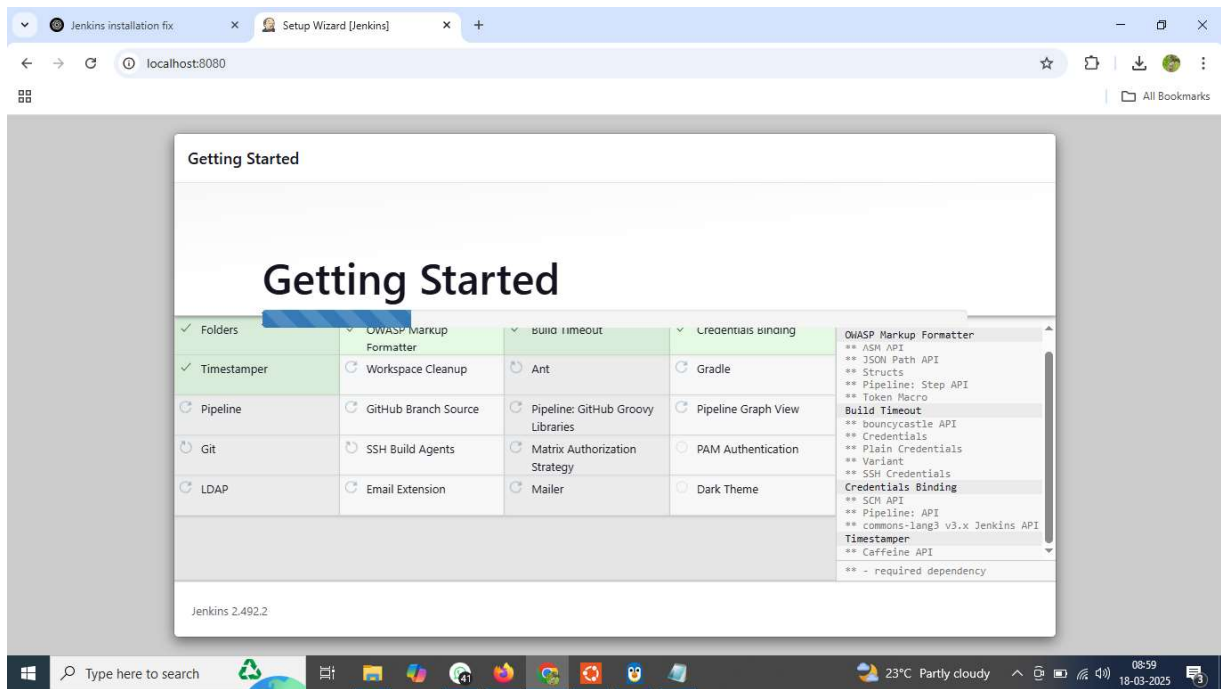 Jenkins installation fix
Setup Wizard [Jenkins]
localhost:8080
All Bookmarks
Getting Started
Getting Started
Folders
OWASP Markup
Formatter
Build Timeout
Credentials Binding
Timestamper
Workspace Cleanup
Ant
Gradle
Pipeline
GitHub Branch Source
Pipeline: GitHub Groovy
Libraries
Pipeline Graph View
Git
SSH Build Agents
Matrix Authorization
Strategy
PAM Authentication
LDAP
Email Extension
Mailer
Dark Theme
OWASP Markup Formatter
** ASM API
** JSON Path API
** Structs
** Pipeline: Step API
** Token Macro
Build Timeout
** bouncycastle API
** Credentials
** Plain Credentials
** Variant
** SSH Credentials
Credentials Binding
** SCM API
** Pipeline: API
** commons-lang3 v3.x Jenkins API
Timestamper
** Caffeine API
** - required dependency
Jenkins 2.492.2
Type here to search
41
23°C Partly cloudy
08:59
18-03-2025
3